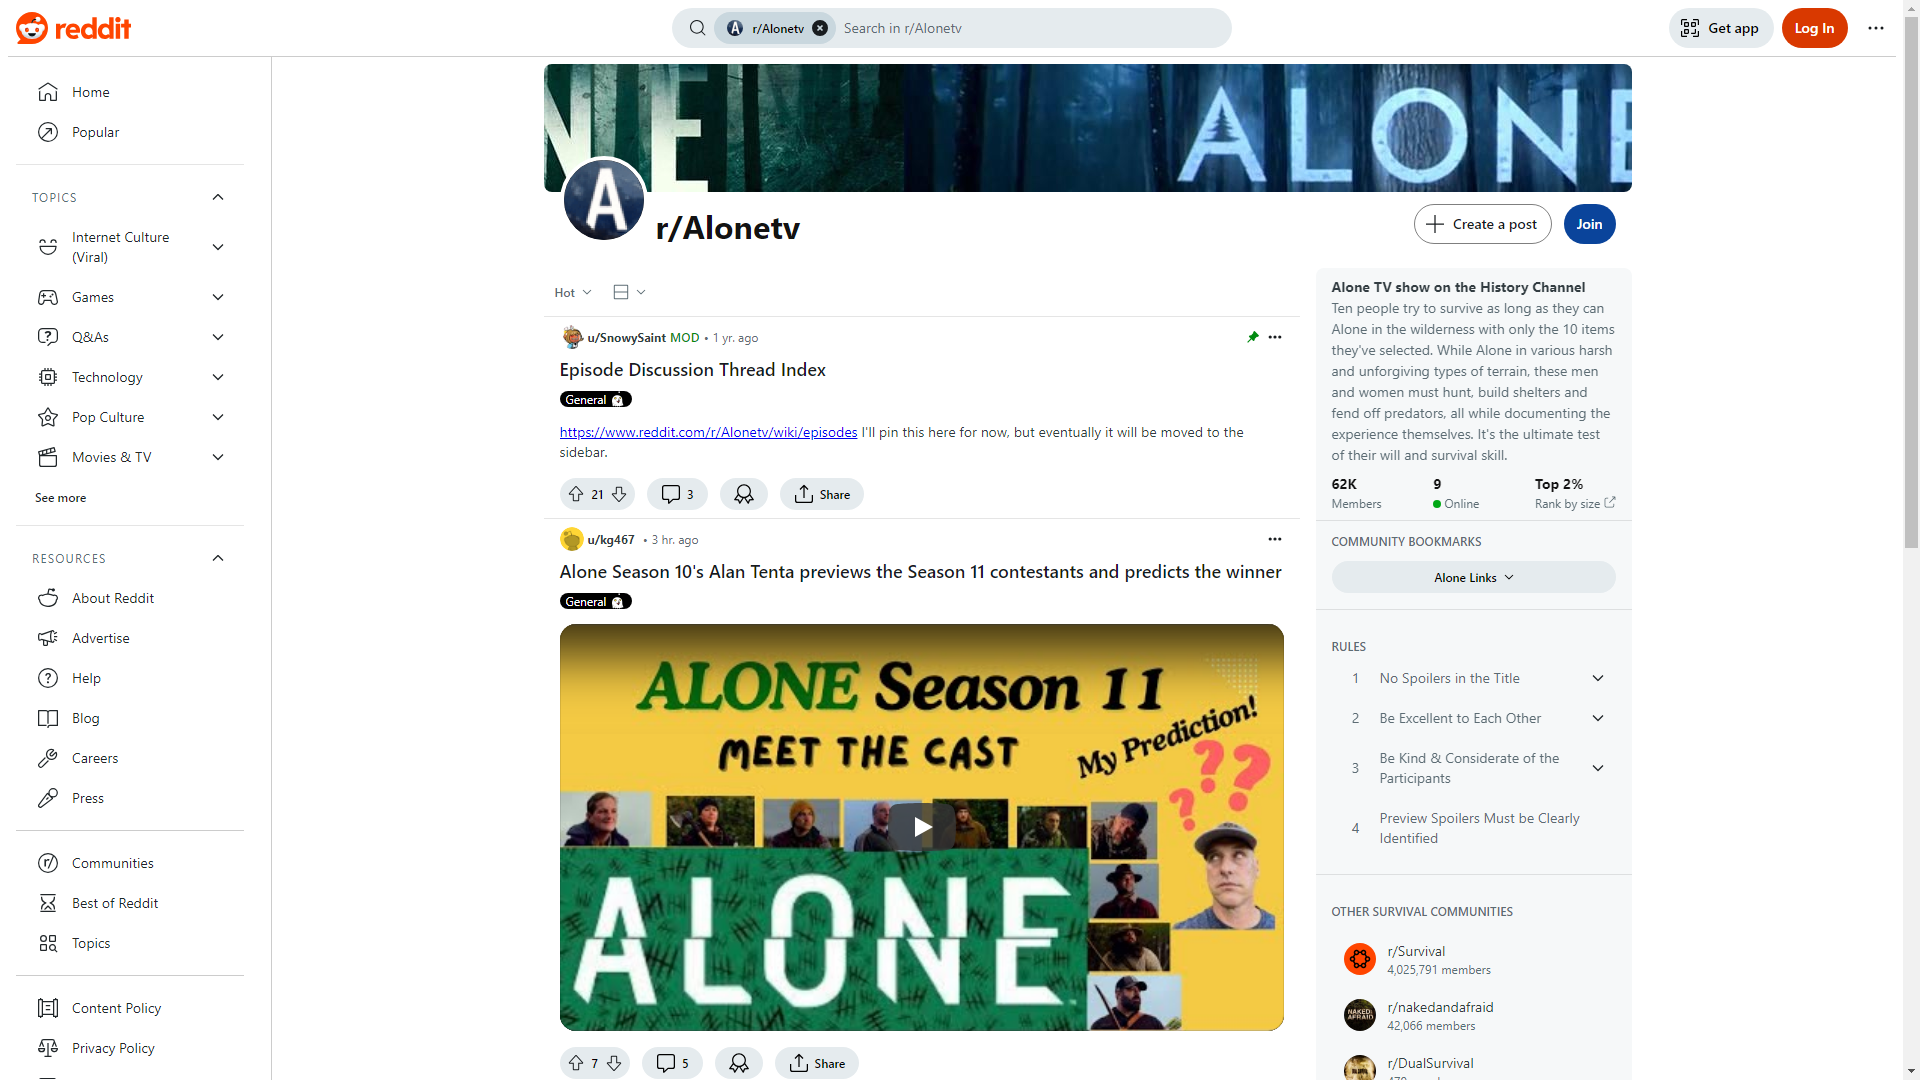 reddit
r/Alonetv
Search in r/Alonetv
Get app
Log In
Home
Popular
TOPICS
Internet Culture
(Viral)
Games
Q&As
Technology
Pop Culture
Movies & TV
See more
RESOURCES
About Reddit
Advertise
Help
Blog
Careers
Press
Communities
Best of Reddit
Topics
Content Policy
Privacy Policy
NE
ALONE
A
r/Alonetv
Create a post
Join
Hot
u/SnowySaint MOD • 1 yr. ago
Episode Discussion Thread Index
General
https://www.reddit.com/r/Alonetv/wiki/episodes I'll pin this here for now, but eventually it will be moved to the
sidebar.
21
3
Share
u/kg467 • 3 hr. ago
Alone Season 10's Alan Tenta previews the Season 11 contestants and predicts the winner
General
ALONE Season 11
MEET THE CAST
My Prediction!
???
ALONE
7
5
Share
Alone TV show on the History Channel
Ten people try to survive as long as they can
Alone in the wilderness with only the 10 items
they've selected. While Alone in various harsh
and unforgiving types of terrain, these men
and women must hunt, build shelters and
fend off predators, all while documenting the
experience themselves. It's the ultimate test
of their will and survival skill.
62K
Members
9
Online
Top 2%
Rank by size
COMMUNITY BOOKMARKS
Alone Links
RULES
1 No Spoilers in the Title
2 Be Excellent to Each Other
3 Be Kind & Considerate of the
Participants
4 Preview Spoilers Must be Clearly
Identified
OTHER SURVIVAL COMMUNITIES
r/Survival
4,025,791 members
r/nakedandafraid
42,066 members
r/DualSurvival